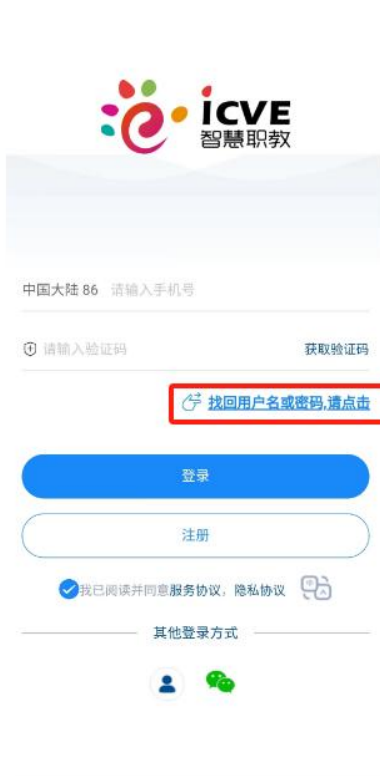 icve
智慧职教
中国大陆 86 请输入手机号
请输入验证码 获取验证码
找回用户名或密码,请点击
登录
注册
我已阅读并同意服务协议，隐私协议
其他登录方式